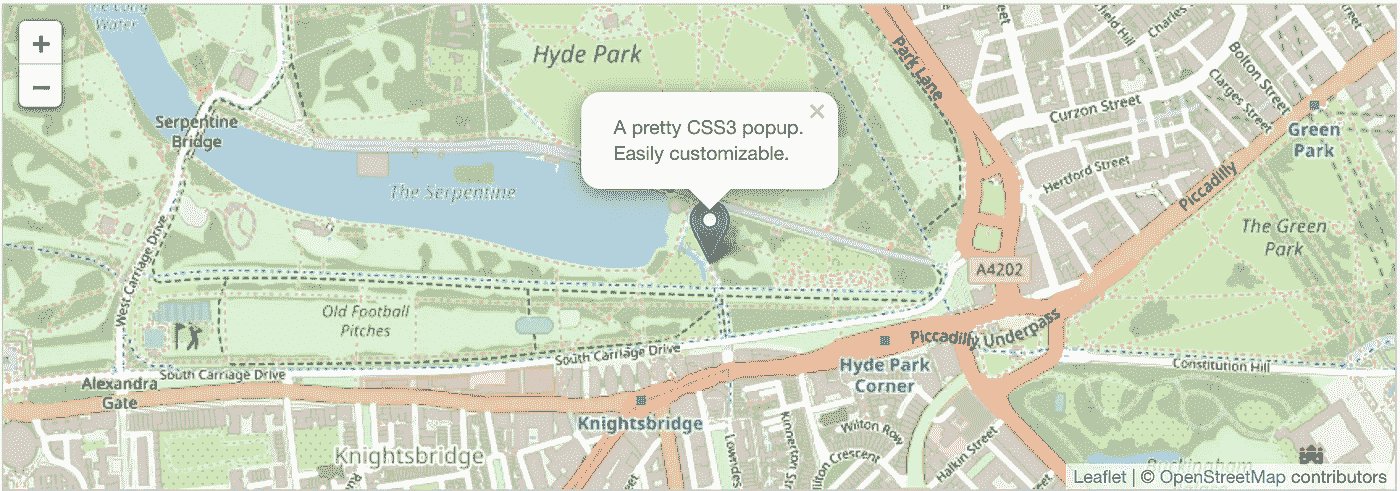 The Long
Water
+
−
Hyde Park
Park Lane
Charles
Hill
Bolton Street
Clarges Street
Curzon Street
Green
Park
Serpentine
Bridge
×
A pretty CSS3 popup.
Easily customizable.
Hertford Street
The Serpentine
Piccadilly
The Green
Park
West Carriage Drive
A4202
Old Football
Pitches
Piccadilly Underpass
South Carriage Drive
Hyde Park
Corner
Constitution Hill
South Carriage Drive
Alexandra
Gate
Knightsbridge
Knightsbridge
Lowndes
Kinnerton St
Wilton Row
Wilton Crescent
Halkin Street
Buckingham
Leaflet | © OpenStreetMap contributors